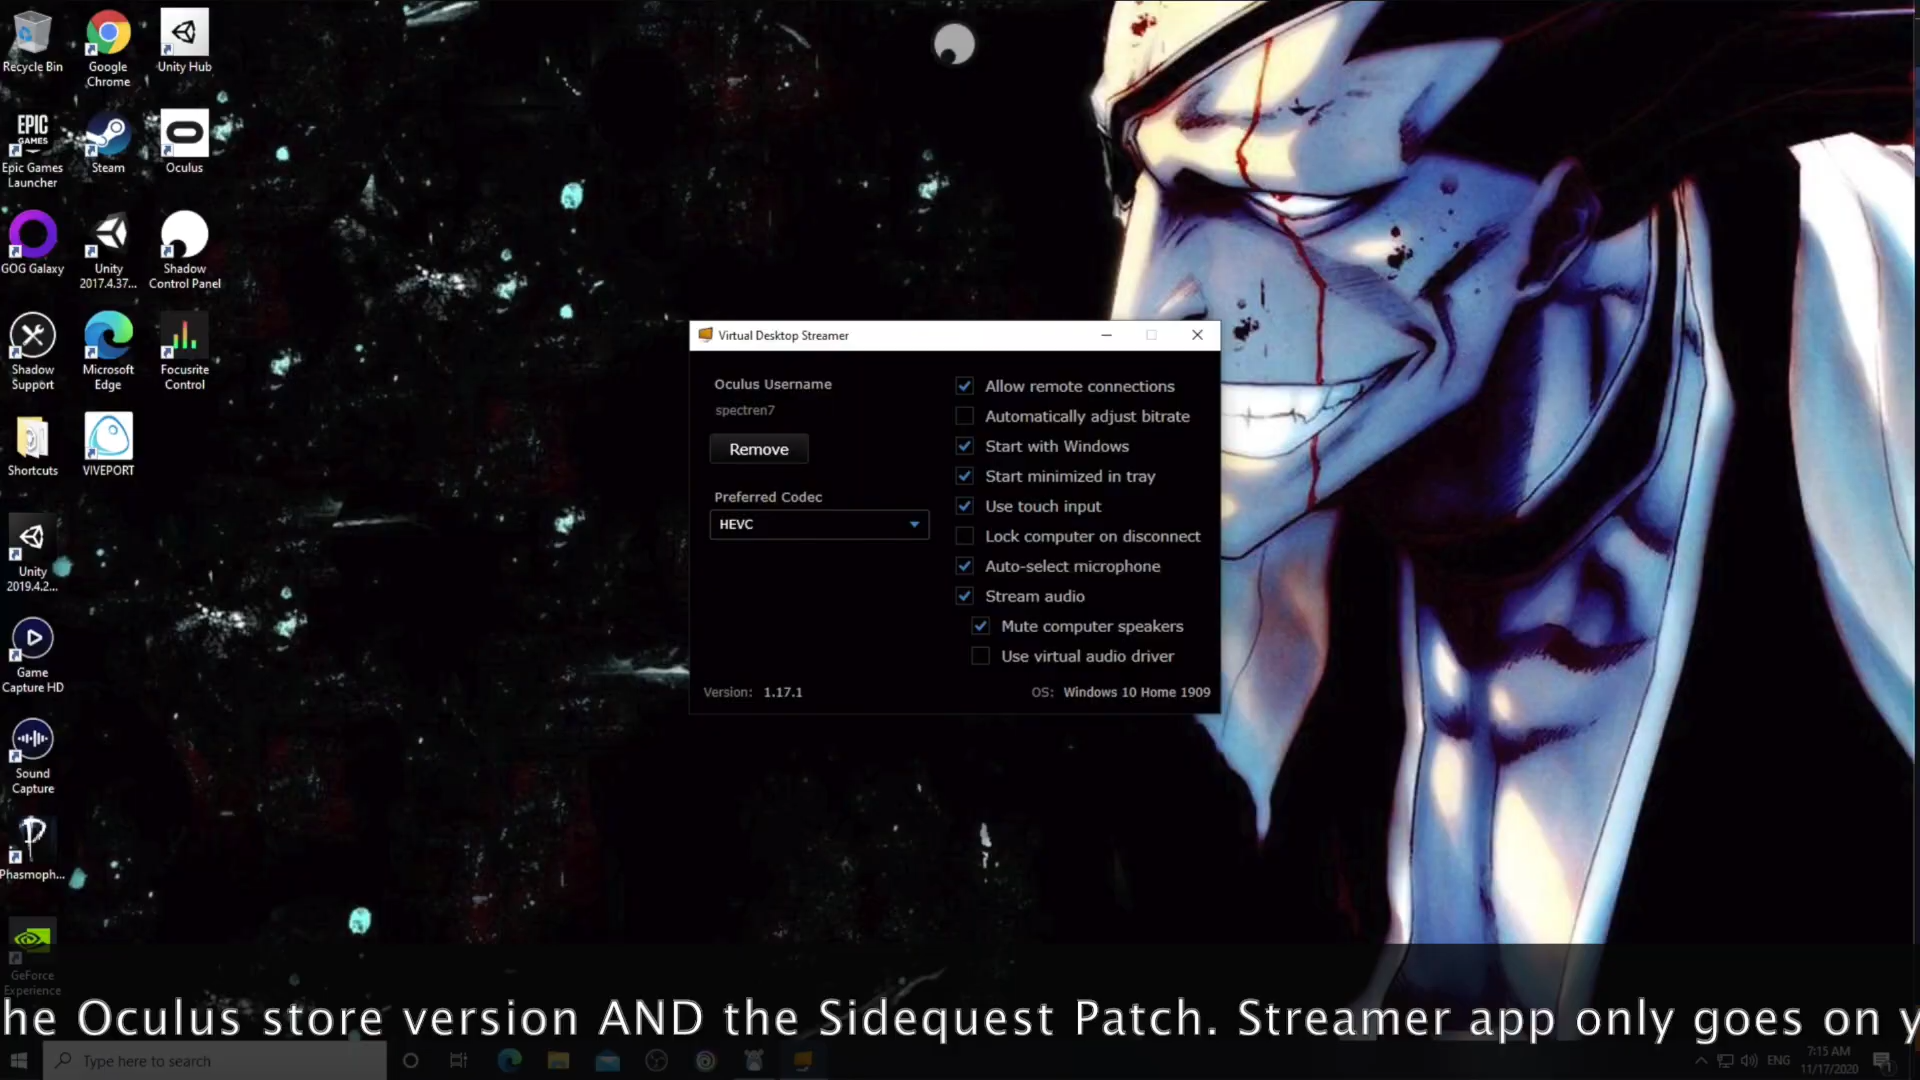 Recycle Bin
Google
Chrome
Unity Hub
EPIC
GAMES
Epic Games
Launcher
Steam
Oculus
GOG Galaxy
Unity
2017.4.37...
Shadow
Control Panel
Shadow
Support
Microsoft
Edge
Focusrite
Control
Shortcuts
VIVEPORT
Unity
2019.4.2...
Game
Capture HD
Sound
Capture
Phasmoph...
GeForce
Experience
Virtual Desktop Streamer
Oculus Username
spectren7
Remove
Preferred Codec
HEVC
Allow remote connections
Automatically adjust bitrate
Start with Windows
Start minimized in tray
Use touch input
Lock computer on disconnect
Auto-select microphone
Stream audio
Mute computer speakers
Use virtual audio driver
Version: 1.17.1
OS: Windows 10 Home 1909
he Oculus store version AND the Sidequest Patch. Streamer app only goes on y
Type here to search
ENG
7:15 AM
11/17/2020